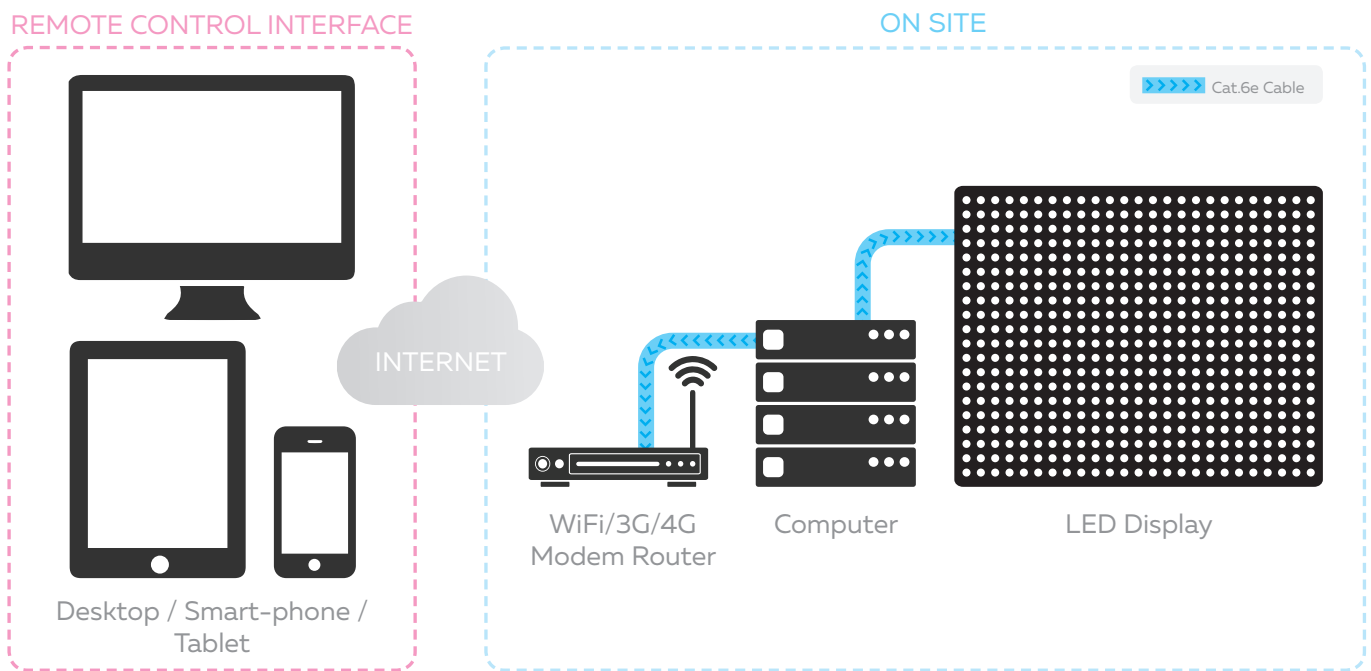 REMOTE CONTROL INTERFACE
ON SITE
Cat.6e Cable
INTERNET
WiFi/3G/4G
Modem Router
Computer
LED Display
Desktop / Smart-phone /
Tablet